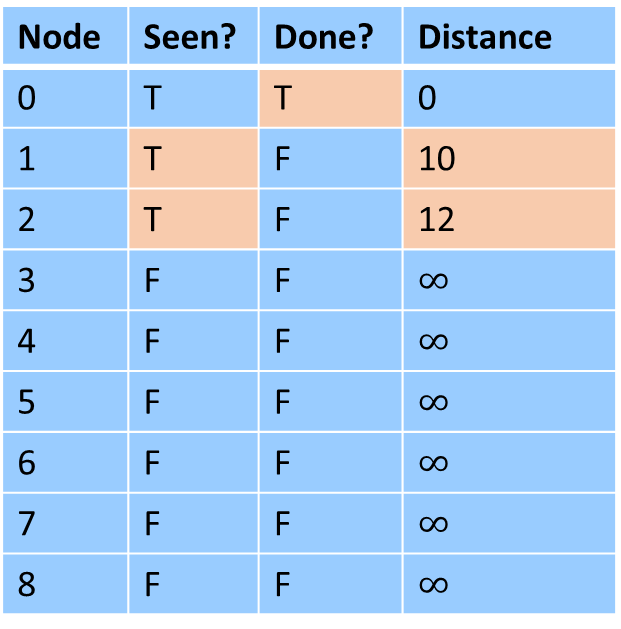 Node Seen? Done? Distance
0 T T 0
1 T F 10
2 T F 12
3 F F ∞
4 F F ∞
5 F F ∞
6 F F ∞
7 F F ∞
8 F F ∞